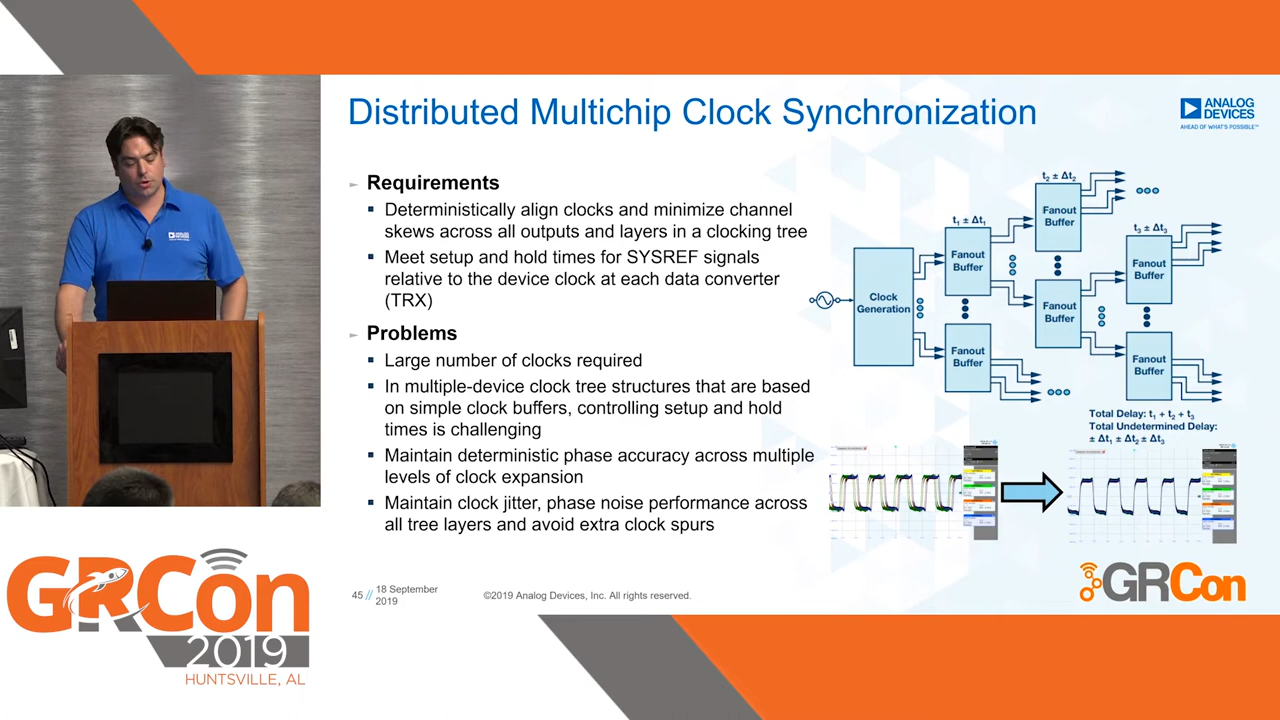 Distributed Multichip Clock Synchronization
ANALOG
DEVICES
AHEAD OF WHAT'S POSSIBLE™
Requirements
Deterministically align clocks and minimize channel
skews across all outputs and layers in a clocking tree
Meet setup and hold times for SYSREF signals
relative to the device clock at each data converter
(TRX)
Problems
Large number of clocks required
In multiple-device clock tree structures that are based
on simple clock buffers, controlling setup and hold
times is challenging
Maintain deterministic phase accuracy across multiple
levels of clock expansion
Maintain clock jitter, phase noise performance across
all tree layers and avoid extra clock spurs
t₂ ± Δt₂
Fanout
Buffer
t₁ ± Δt₁
Fanout
Buffer
t₃ ± Δt₃
Fanout
Buffer
Clock
Generation
Fanout
Buffer
Fanout
Buffer
Fanout
Buffer
Total Delay: t₁ + t₂ + t₃
Total Undetermined Delay:
± Δt₁ ± Δt₂ ± Δt₃
45 // 18 September
2019
©2019 Analog Devices, Inc. All rights reserved.
GRCon
GRCon
2019
HUNTSVILLE, AL